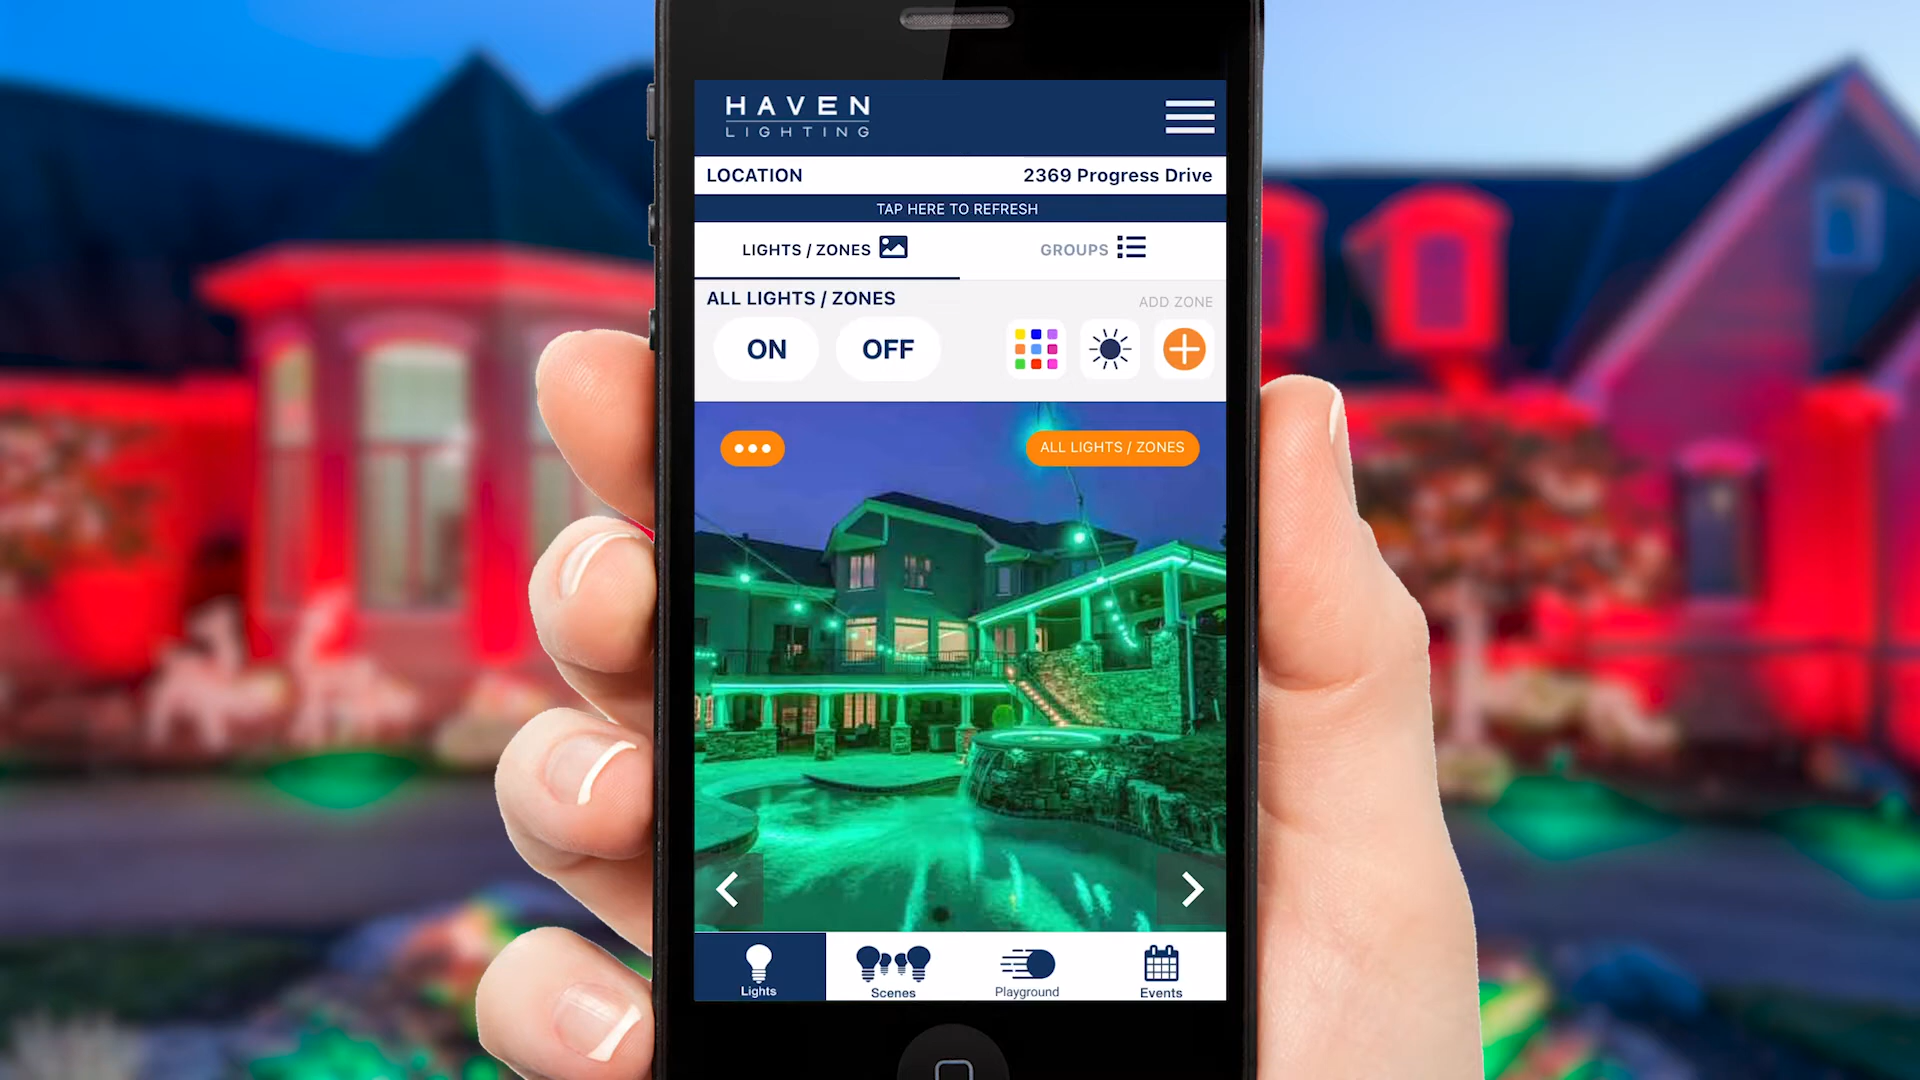 HAVEN
LIGHTING
LOCATION 2369 Progress Drive
TAP HERE TO REFRESH
LIGHTS / ZONES GROUPS
ALL LIGHTS / ZONES ADD ZONE
ON OFF
ALL LIGHTS / ZONES
Lights Scenes Playground Events